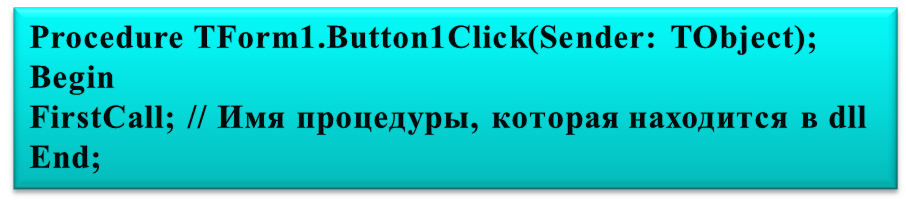 Procedure TForm1.Button1Click(Sender: TObject);
Begin
FirstCall; // Имя процедуры, которая находится в dll
End;